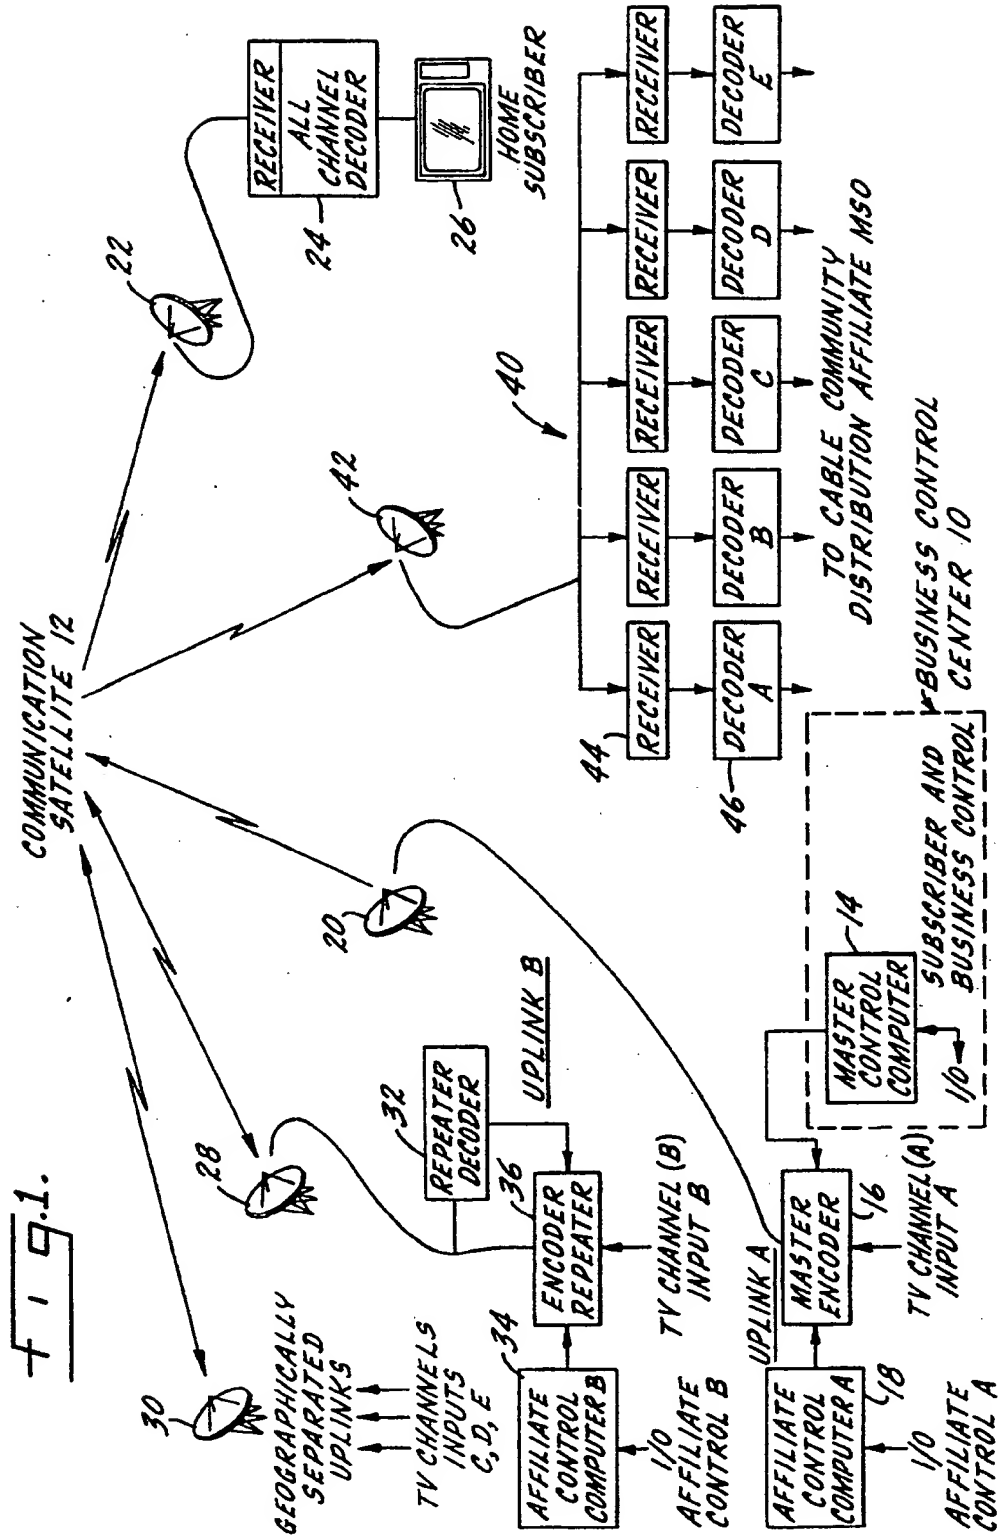 Fig.1.
COMMUNICATION
SATELLITE 12
30
GEOGRAPHICALLY
SEPARATED
UPLINKS
TV CHANNELS
INPUTS
C, D, E
28
32
REPEATER
DECODER
34
AFFILIATE
CONTROL
COMPUTER B
36
ENCODER
REPEATER
UPLINK B
I/O
AFFILIATE
CONTROL B
TV CHANNEL (B)
INPUT B
20
UPLINK A
AFFILIATE
CONTROL
COMPUTER A
18
MASTER
ENCODER
16
I/O
AFFILIATE
CONTROL A
TV CHANNEL (A)
INPUT A
MASTER
CONTROL
COMPUTER
14
I/O
SUBSCRIBER AND
BUSINESS CONTROL
BUSINESS CONTROL
CENTER 10
22
RECEIVER
ALL
CHANNEL
DECODER
24
26
HOME
SUBSCRIBER
42
40
44
RECEIVER
RECEIVER
RECEIVER
RECEIVER
RECEIVER
46
DECODER
A
DECODER
B
DECODER
C
DECODER
D
DECODER
E
TO CABLE COMMUNITY
DISTRIBUTION AFFILIATE MSO